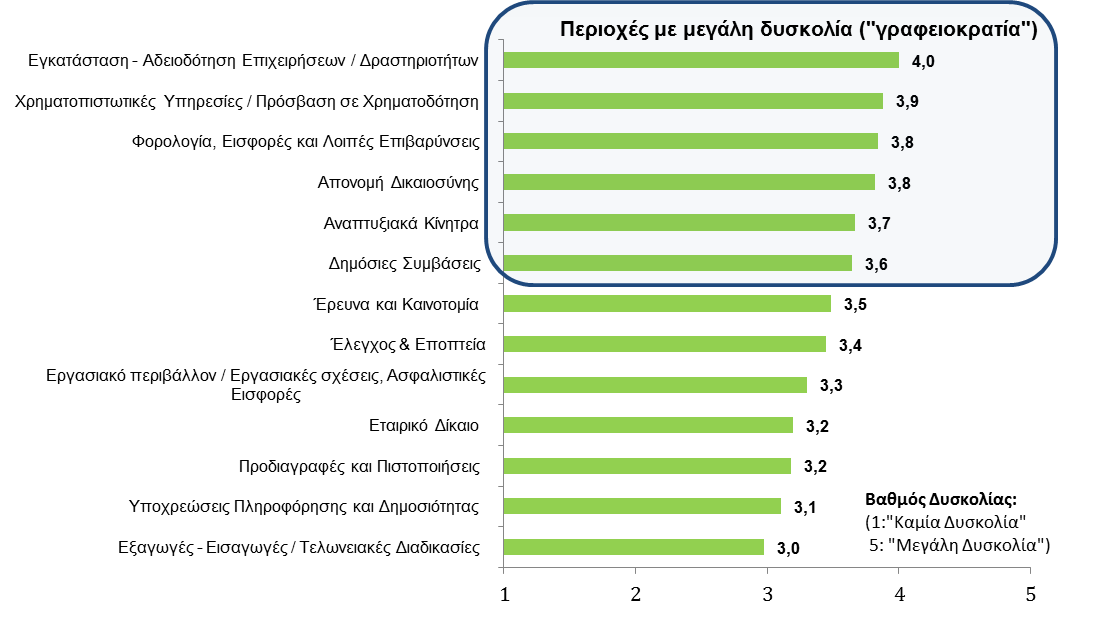 Περιοχές με μεγάλη δυσκολία ("γραφειοκρατία")
Εγκατάσταση - Αδειοδότηση Επιχειρήσεων / Δραστηριοτήτων 4,0
Χρηματοπιστωτικές Υπηρεσίες / Πρόσβαση σε Χρηματοδότηση 3,9
Φορολογία, Εισφορές και Λοιπές Επιβαρύνσεις 3,8
Απονομή Δικαιοσύνης 3,8
Αναπτυξιακά Κίνητρα 3,7
Δημόσιες Συμβάσεις 3,6
Έρευνα και Καινοτομία 3,5
Έλεγχος & Εποπτεία 3,4
Εργασιακό περιβάλλον / Εργασιακές σχέσεις, Ασφαλιστικές
Εισφορές 3,3
Εταιρικό Δίκαιο 3,2
Προδιαγραφές και Πιστοποιήσεις 3,2
Υποχρεώσεις Πληροφόρησης και Δημοσιότητας 3,1
Εξαγωγές - Εισαγωγές / Τελωνειακές Διαδικασίες 3,0
Βαθμός Δυσκολίας:
(1:"Καμία Δυσκολία"
5: "Μεγάλη Δυσκολία")
1 2 3 4 5